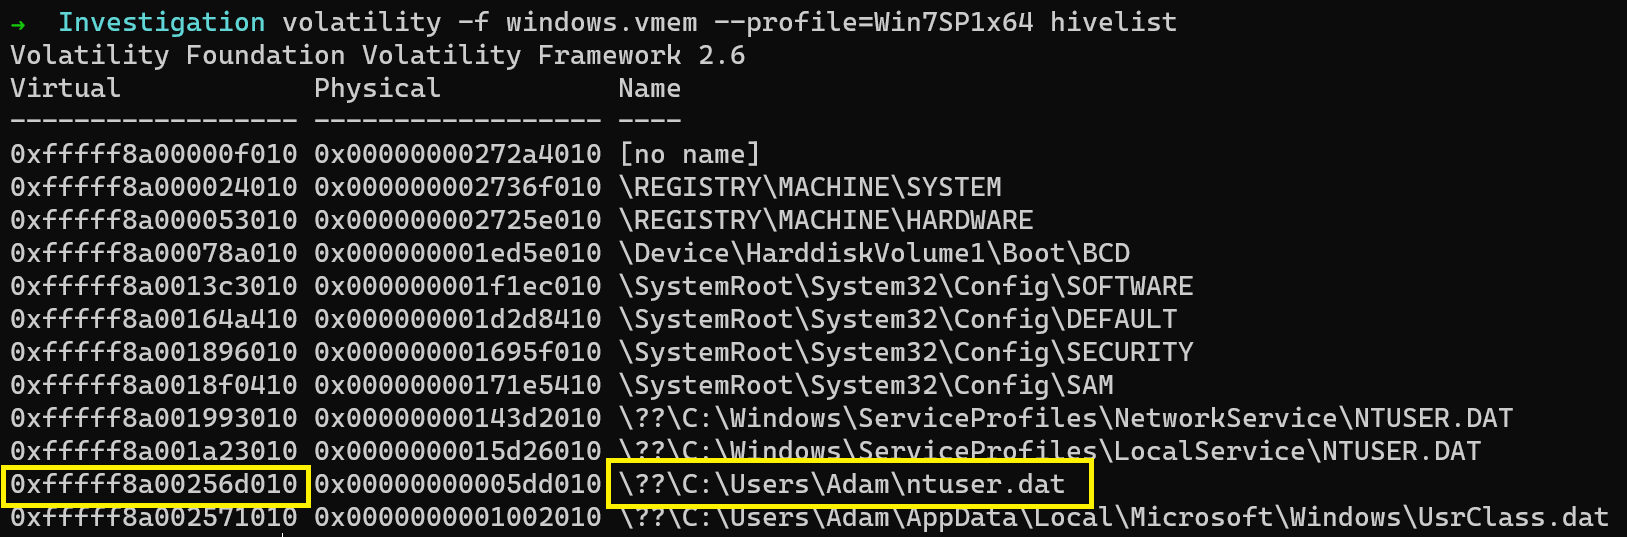 → Investigation volatility -f windows.vmem --profile=Win7SP1x64 hivelist
Volatility Foundation Volatility Framework 2.6
Virtual Physical Name
------------------ ------------------ ----
0xfffff8a00000f010 0x00000000272a4010 [no name]
0xfffff8a000024010 0x000000002736f010 \REGISTRY\MACHINE\SYSTEM
0xfffff8a000053010 0x000000002725e010 \REGISTRY\MACHINE\HARDWARE
0xfffff8a00078a010 0x000000001ed5e010 \Device\HarddiskVolume1\Boot\BCD
0xfffff8a0013c3010 0x000000001f1ec010 \SystemRoot\System32\Config\SOFTWARE
0xfffff8a00164a410 0x000000001d2d8410 \SystemRoot\System32\Config\DEFAULT
0xfffff8a001896010 0x000000001695f010 \SystemRoot\System32\Config\SECURITY
0xfffff8a0018f0410 0x00000000171e5410 \SystemRoot\System32\Config\SAM
0xfffff8a001993010 0x00000000143d2010 \??\C:\Windows\ServiceProfiles\NetworkService\NTUSER.DAT
0xfffff8a001a23010 0x0000000015d26010 \??\C:\Windows\ServiceProfiles\LocalService\NTUSER.DAT
0xfffff8a00256d010 0x00000000005dd010 \??\C:\Users\Adam\ntuser.dat
0xfffff8a002571010 0x0000000001002010 \??\C:\Users\Adam\AppData\Local\Microsoft\Windows\UsrClass.dat